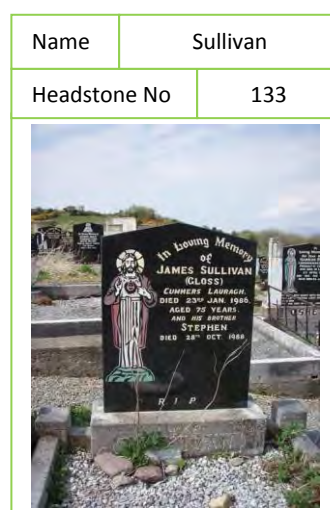 Name Sullivan
Headstone No 133
In Loving Memory
of
JAMES SULLIVAN
(GLOSS)
CUMMERS LAURAGH.
DIED 23RD JAN. 1986.
AGED 75 YEARS.
AND HIS BROTHER
STEPHEN
DIED 28TH OCT 1988
R I P